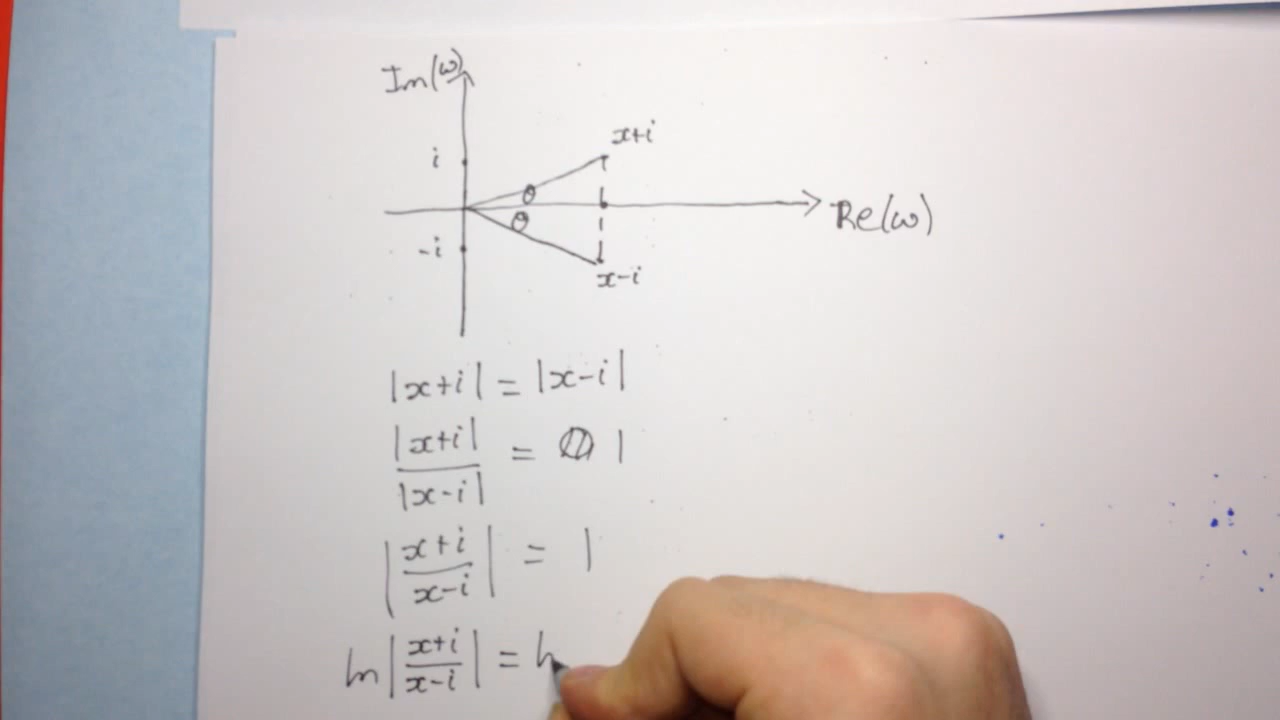 Im(ω)
x+i
i
θ
Re(ω)
θ
-i
x-i
|x+i| = |x-i|
|x+i|
/|x-i| = 1
|x+i/x-i| = 1
ln|x+i/x-i| = ln